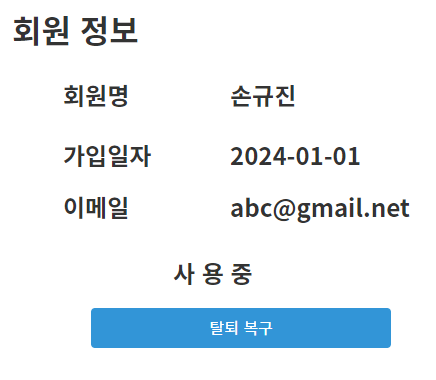 회원 정보
회원명 손규진
가입일자 2024-01-01
이메일 abc@gmail.net
사 용 중
탈퇴 복구